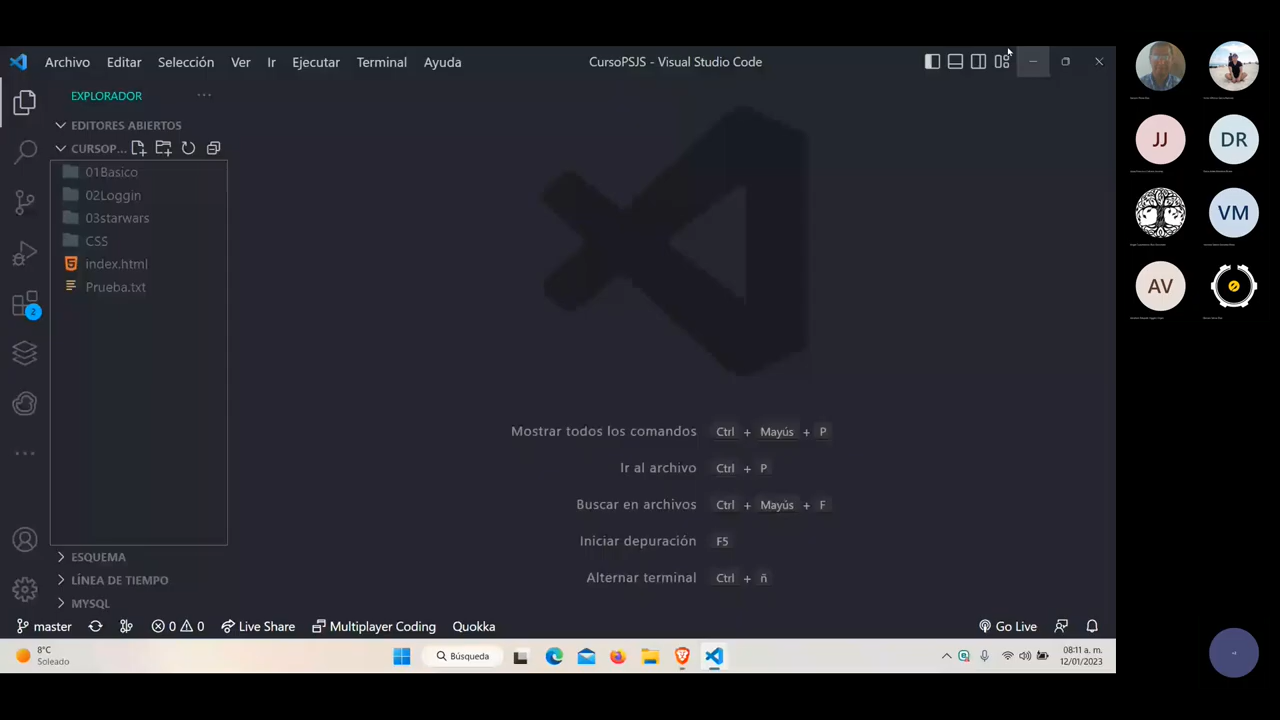 Archivo Editar Selección Ver Ir Ejecutar Terminal Ayuda
CursoPSJS - Visual Studio Code
EXPLORADOR
EDITORES ABIERTOS
CURSOP...
01Basico
02Loggin
03starwars
CSS
index.html
Prueba.txt
2
Mostrar todos los comandos Ctrl + Mayús + P
Ir al archivo Ctrl + P
Buscar en archivos Ctrl + Mayús + F
Iniciar depuración F5
Alternar terminal Ctrl + ñ
ESQUEMA
LÍNEA DE TIEMPO
MYSQL
master 0 0 Live Share Multiplayer Coding Quokka Go Live
8°C
Soleado
Búsqueda
08:11 a. m.
12/01/2023
JJ
DR
VM
AV